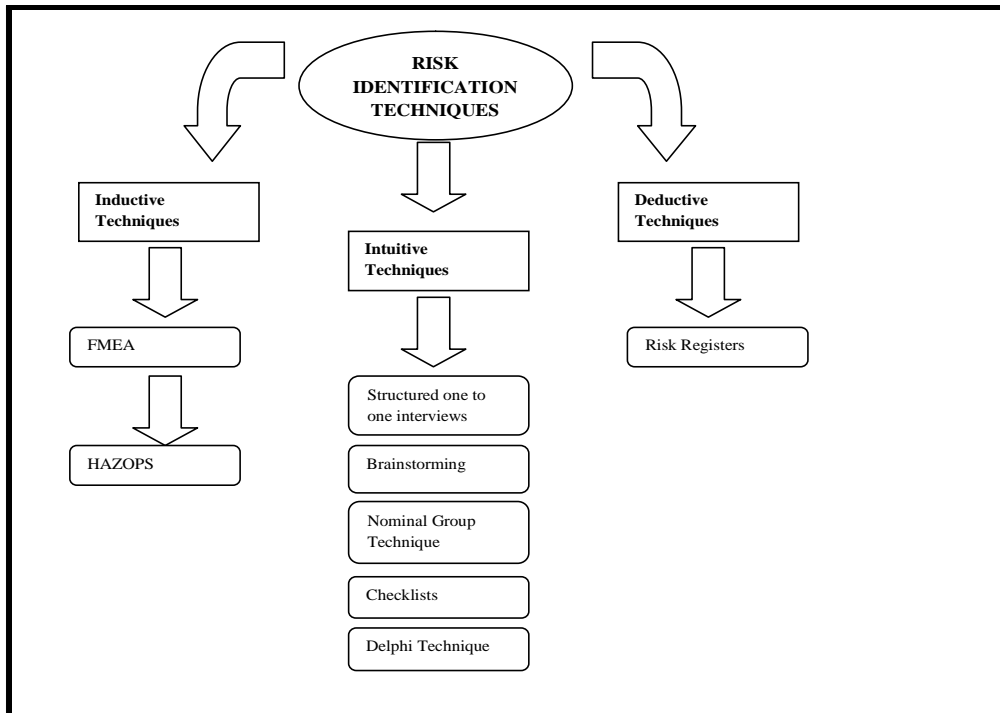 RISK
IDENTIFICATION
TECHNIQUES
Inductive
Techniques
FMEA
HAZOPS
Intuitive
Techniques
Structured one to
one interviews
Brainstorming
Nominal Group
Technique
Checklists
Delphi Technique
Deductive
Techniques
Risk Registers